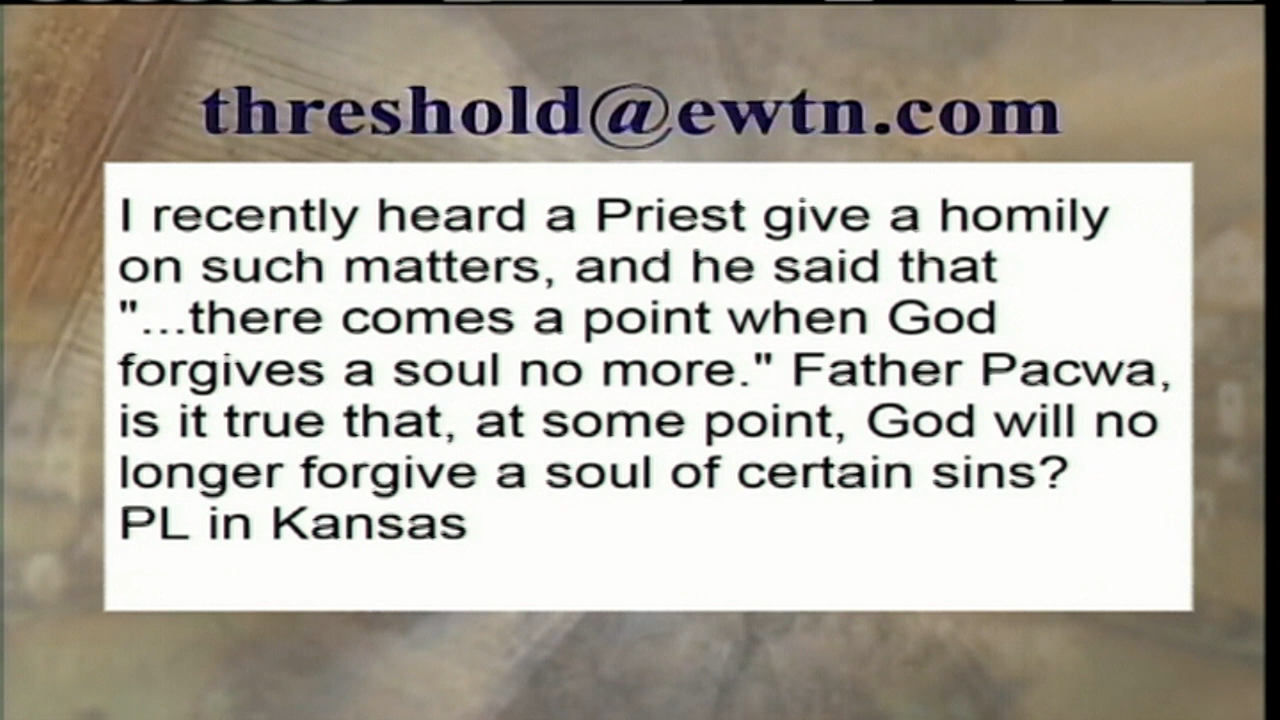 threshold@ewtn.com
I recently heard a Priest give a homily
on such matters, and he said that
"...there comes a point when God
forgives a soul no more." Father Pacwa,
is it true that, at some point, God will no
longer forgive a soul of certain sins?
PL in Kansas